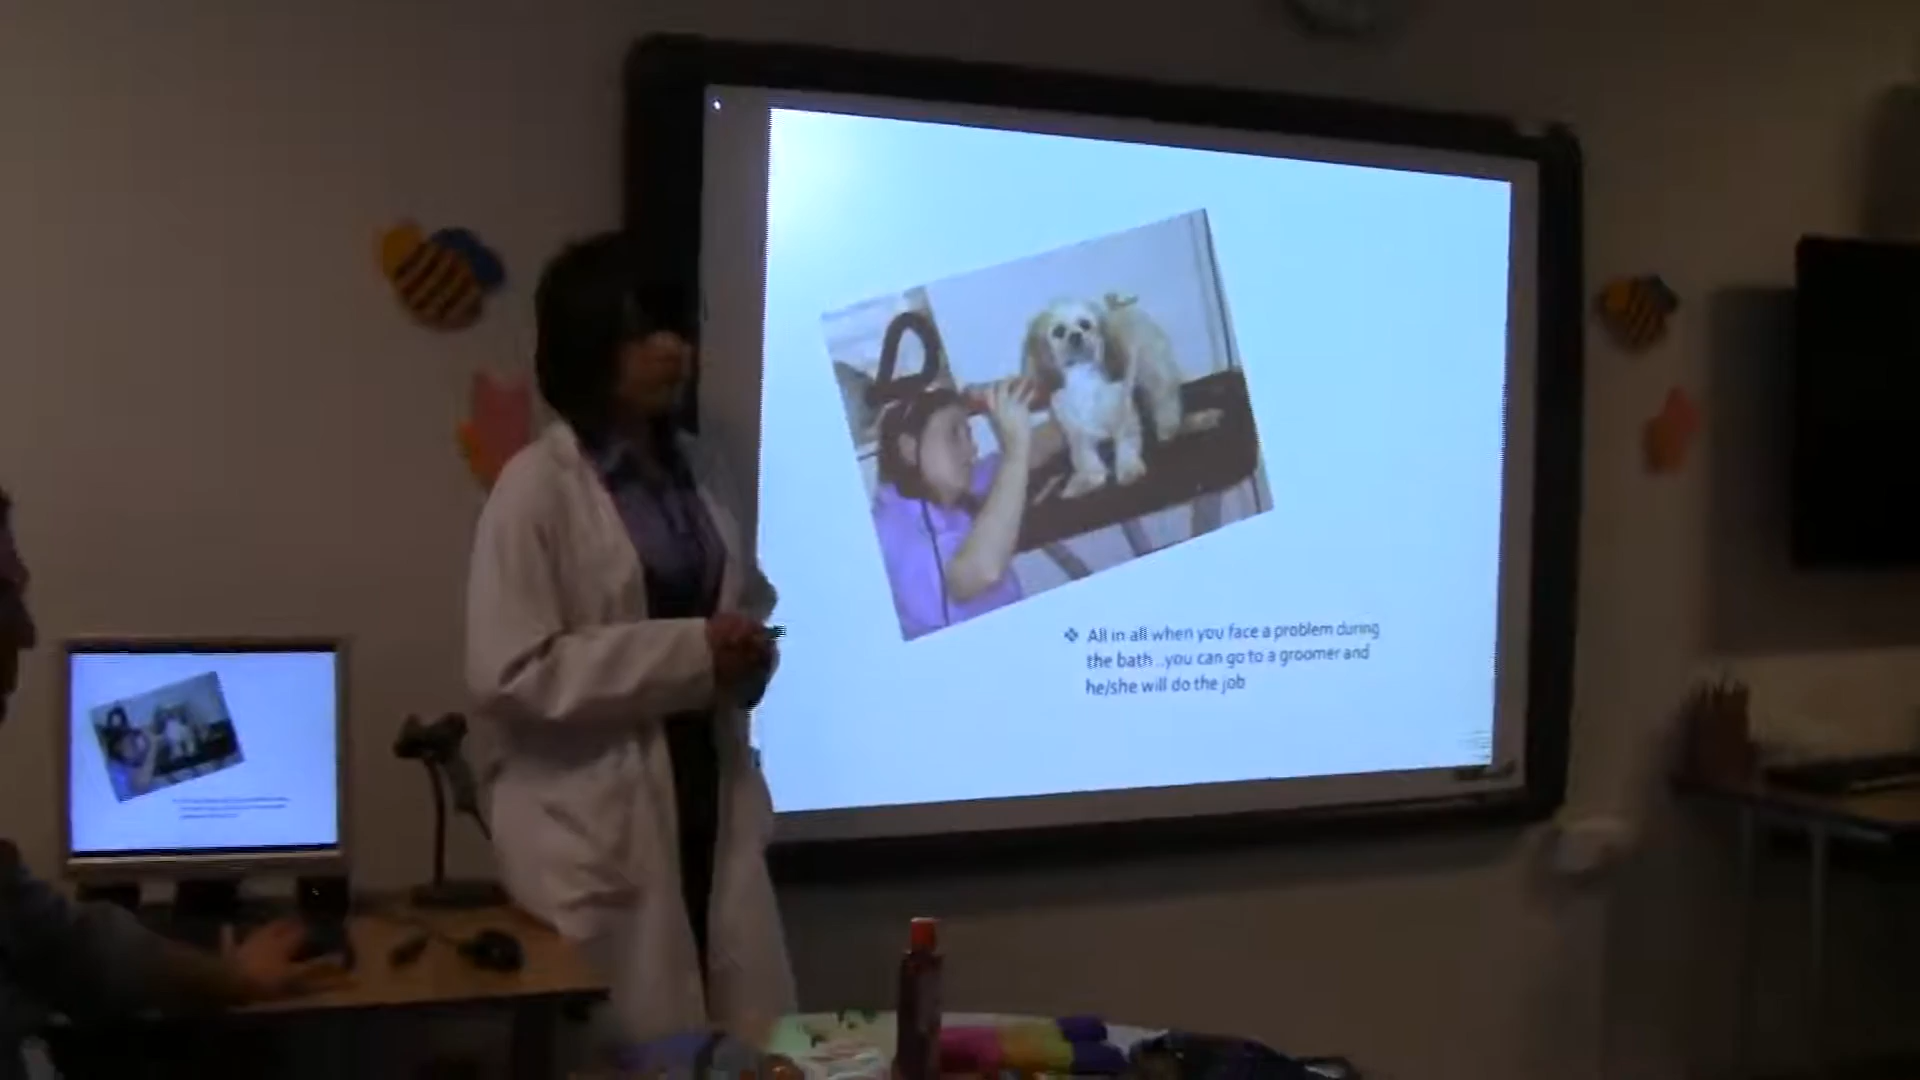 ❖ All in all when you face a problem during
the bath...you can go to a groomer and
he/she will do the job